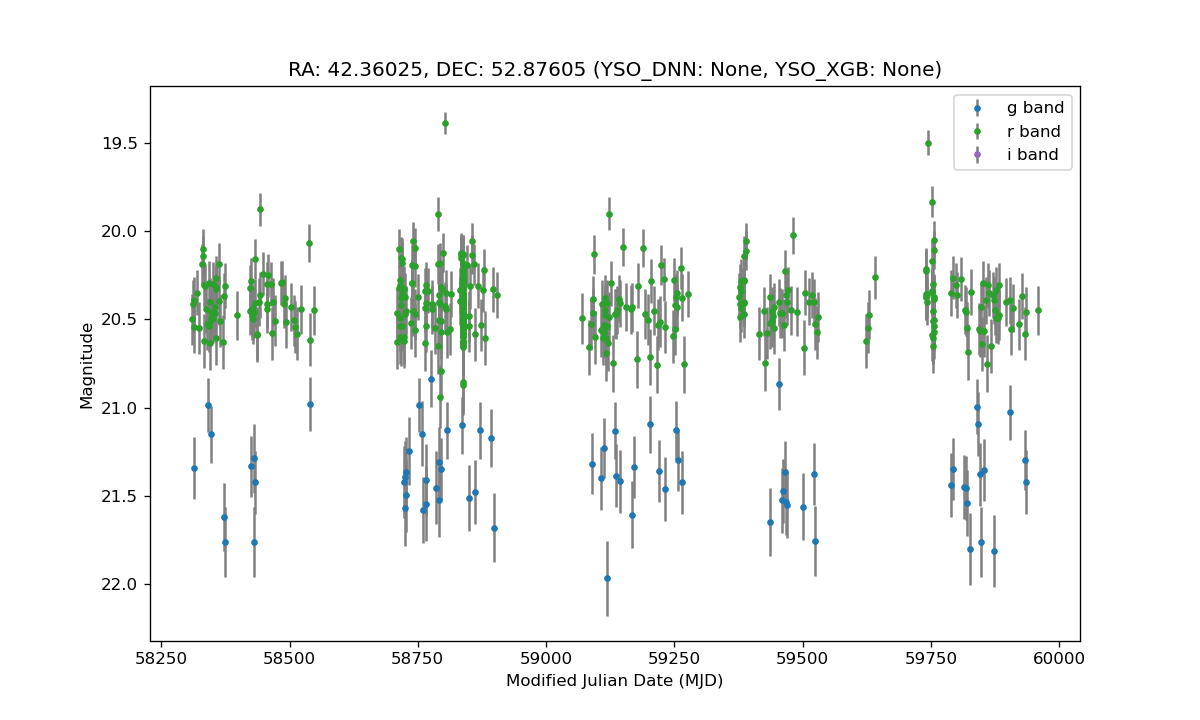 RA: 42.36025, DEC: 52.87605 (YSO_DNN: None, YSO_XGB: None)
g band
r band
i band
19.5
20.0
20.5
21.0
21.5
22.0
Magnitude
58250 58500 58750 59000 59250 59500 59750 60000
Modified Julian Date (MJD)